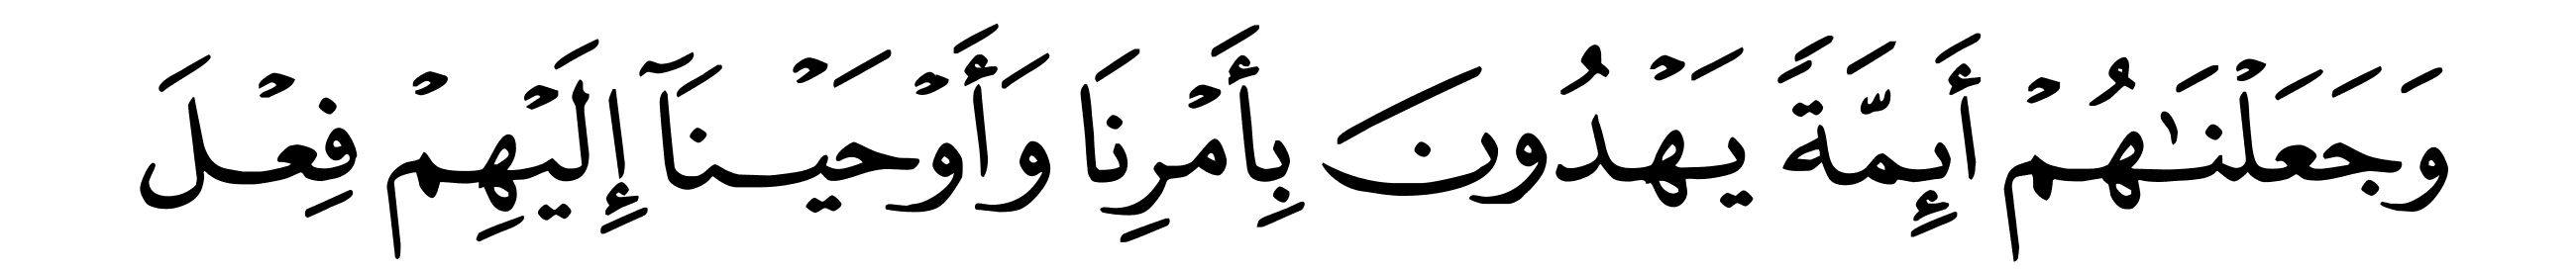 وَجَعَلْنَٰهُمْ أَئِمَّةً يَهْدُونَ بِأَمْرِنَا وَأَوْحَيْنَآ إِلَيْهِمْ فِعْلَ